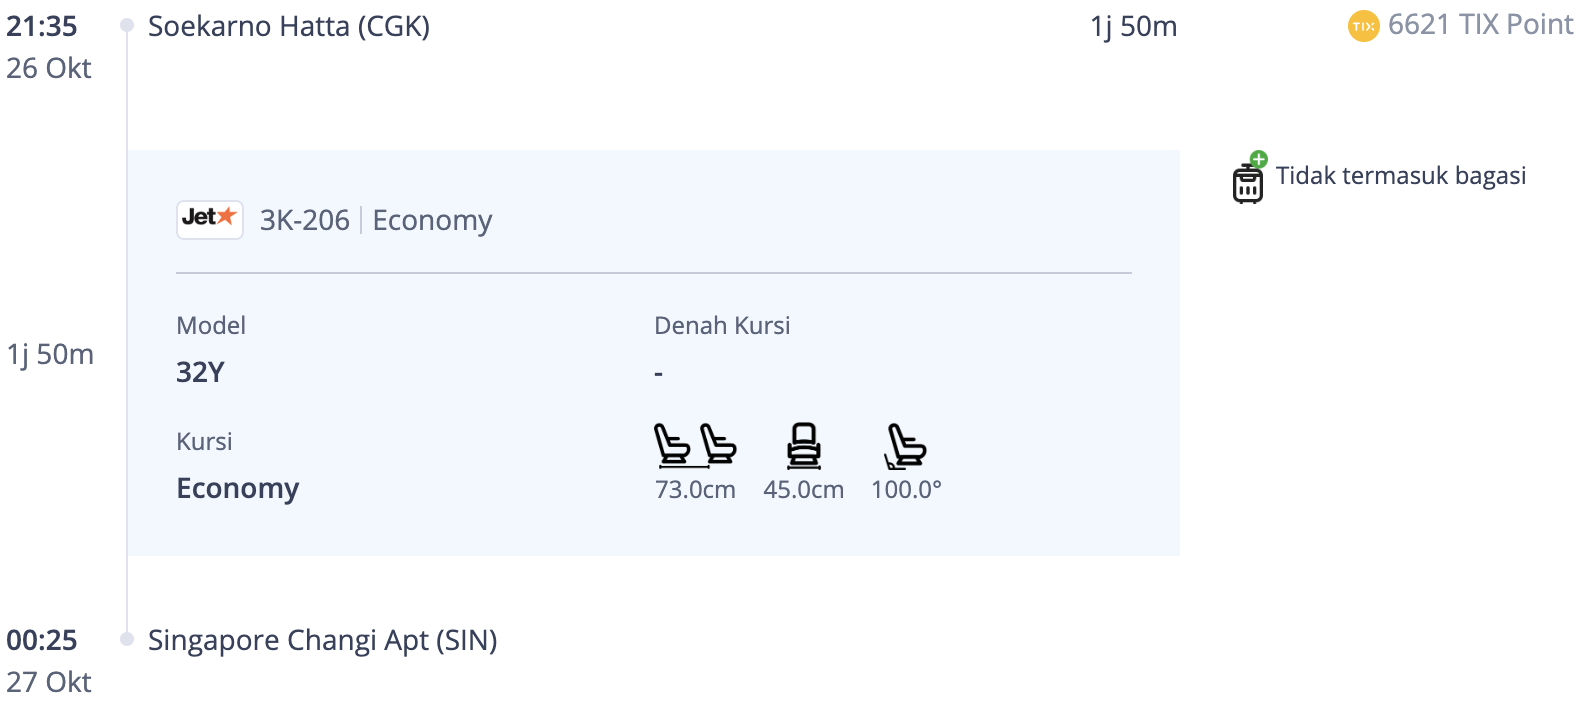 21:35 Soekarno Hatta (CGK) 1j 50m TIX 6621 TIX Point
26 Okt
Tidak termasuk bagasi
Jet 3K-206 Economy
Model Denah Kursi
1j 50m
32Y -
Kursi
Economy 73.0cm 45.0cm 100.0°
00:25 Singapore Changi Apt (SIN)
27 Okt